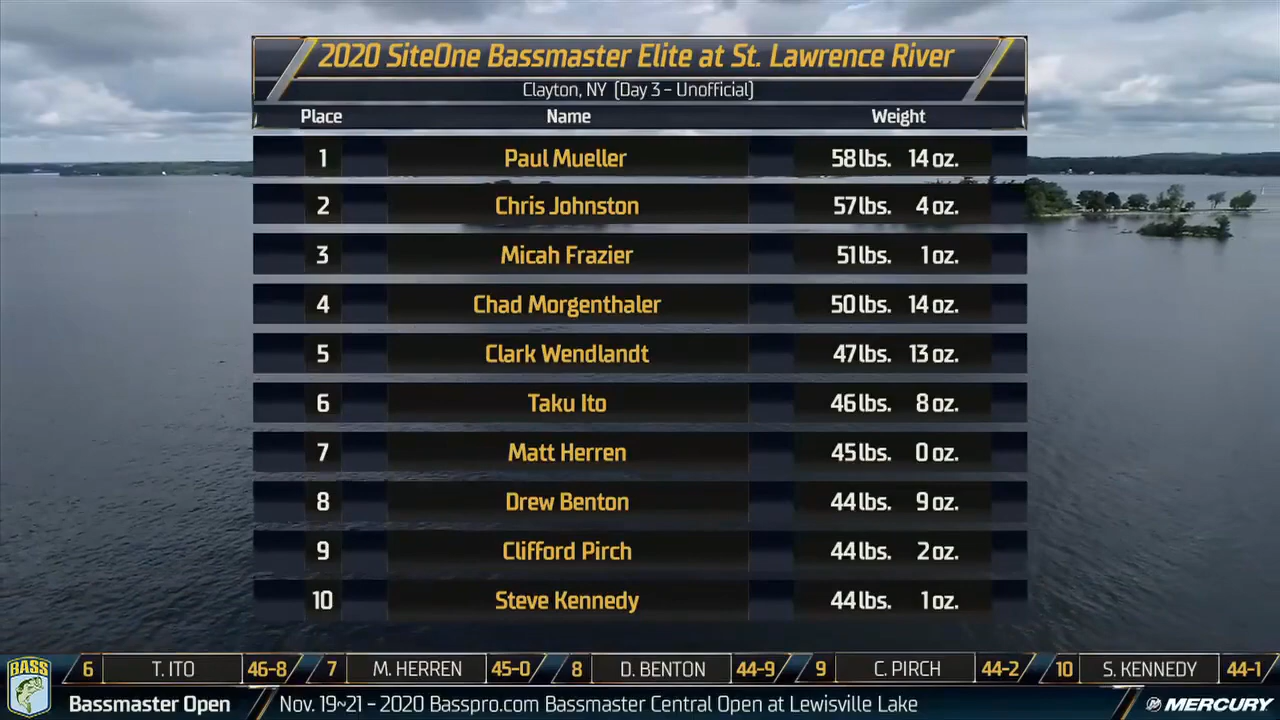 2020 SiteOne Bassmaster Elite at St. Lawrence River
Clayton, NY (Day 3 - Unofficial)
Place Name Weight
1 Paul Mueller 58 lbs. 14 oz.
2 Chris Johnston 57 lbs. 4 oz.
3 Micah Frazier 51 lbs. 1 oz.
4 Chad Morgenthaler 50 lbs. 14 oz.
5 Clark Wendlandt 47 lbs. 13 oz.
6 Taku Ito 46 lbs. 8 oz.
7 Matt Herren 45 lbs. 0 oz.
8 Drew Benton 44 lbs. 9 oz.
9 Clifford Pirch 44 lbs. 2 oz.
10 Steve Kennedy 44 lbs. 1 oz.
BASS 6 T. ITO 46-8 7 M. HERREN 45-0 8 D. BENTON 44-9 9 C. PIRCH 44-2 10 S. KENNEDY 44-1
Bassmaster Open Nov. 19~21 - 2020 Basspro.com Bassmaster Central Open at Lewisville Lake MERCURY